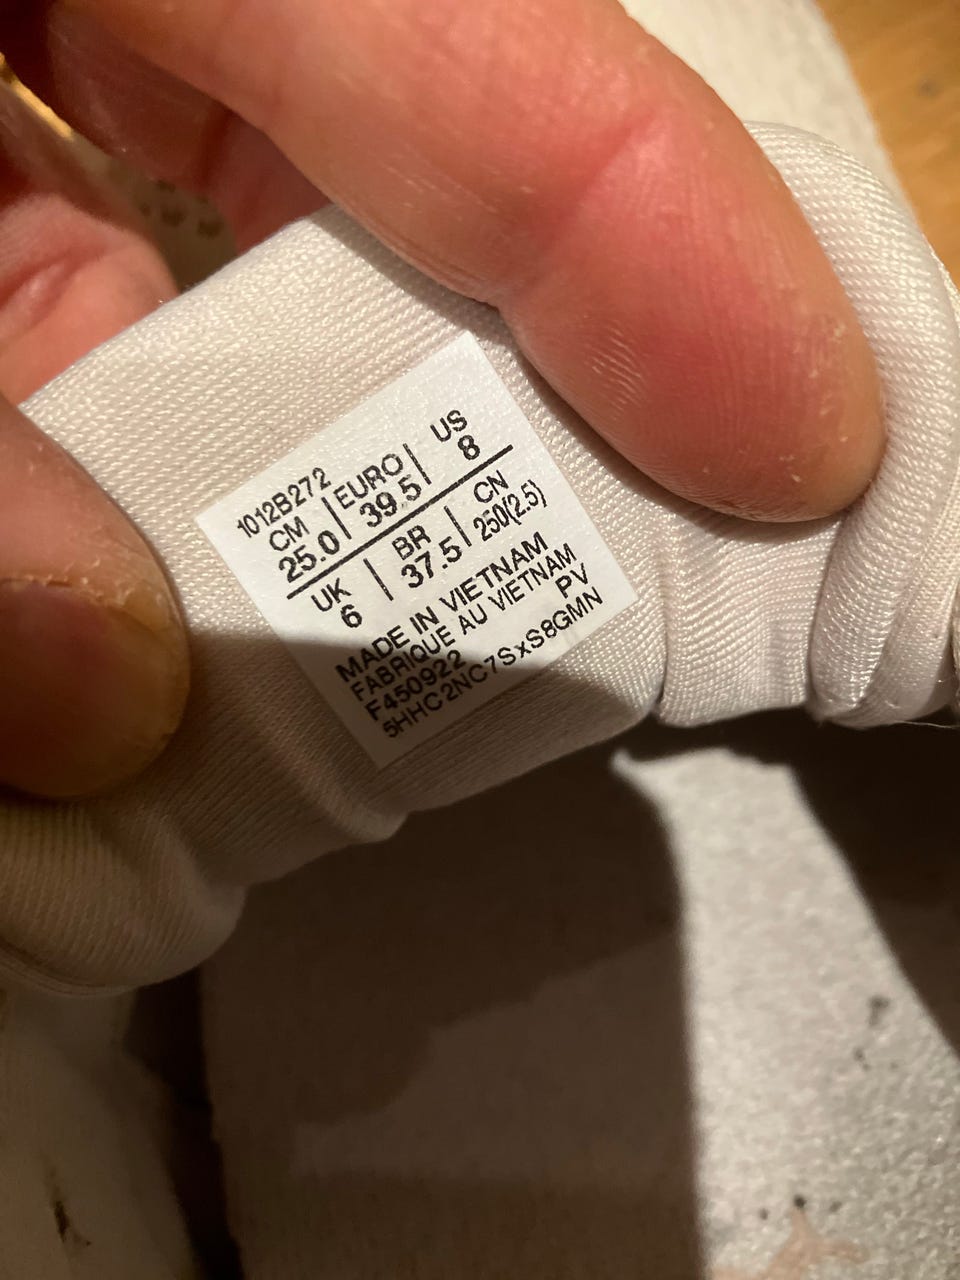 1012B272
CM | EURO | US
25.0 | 39.5 | 8
UK | BR | CN
6 | 37.5 | 250(2.5)
MADE IN VIETNAM
FABRIQUE AU VIETNAM
F450922 PV
5HHC2NC7SxS8GMN